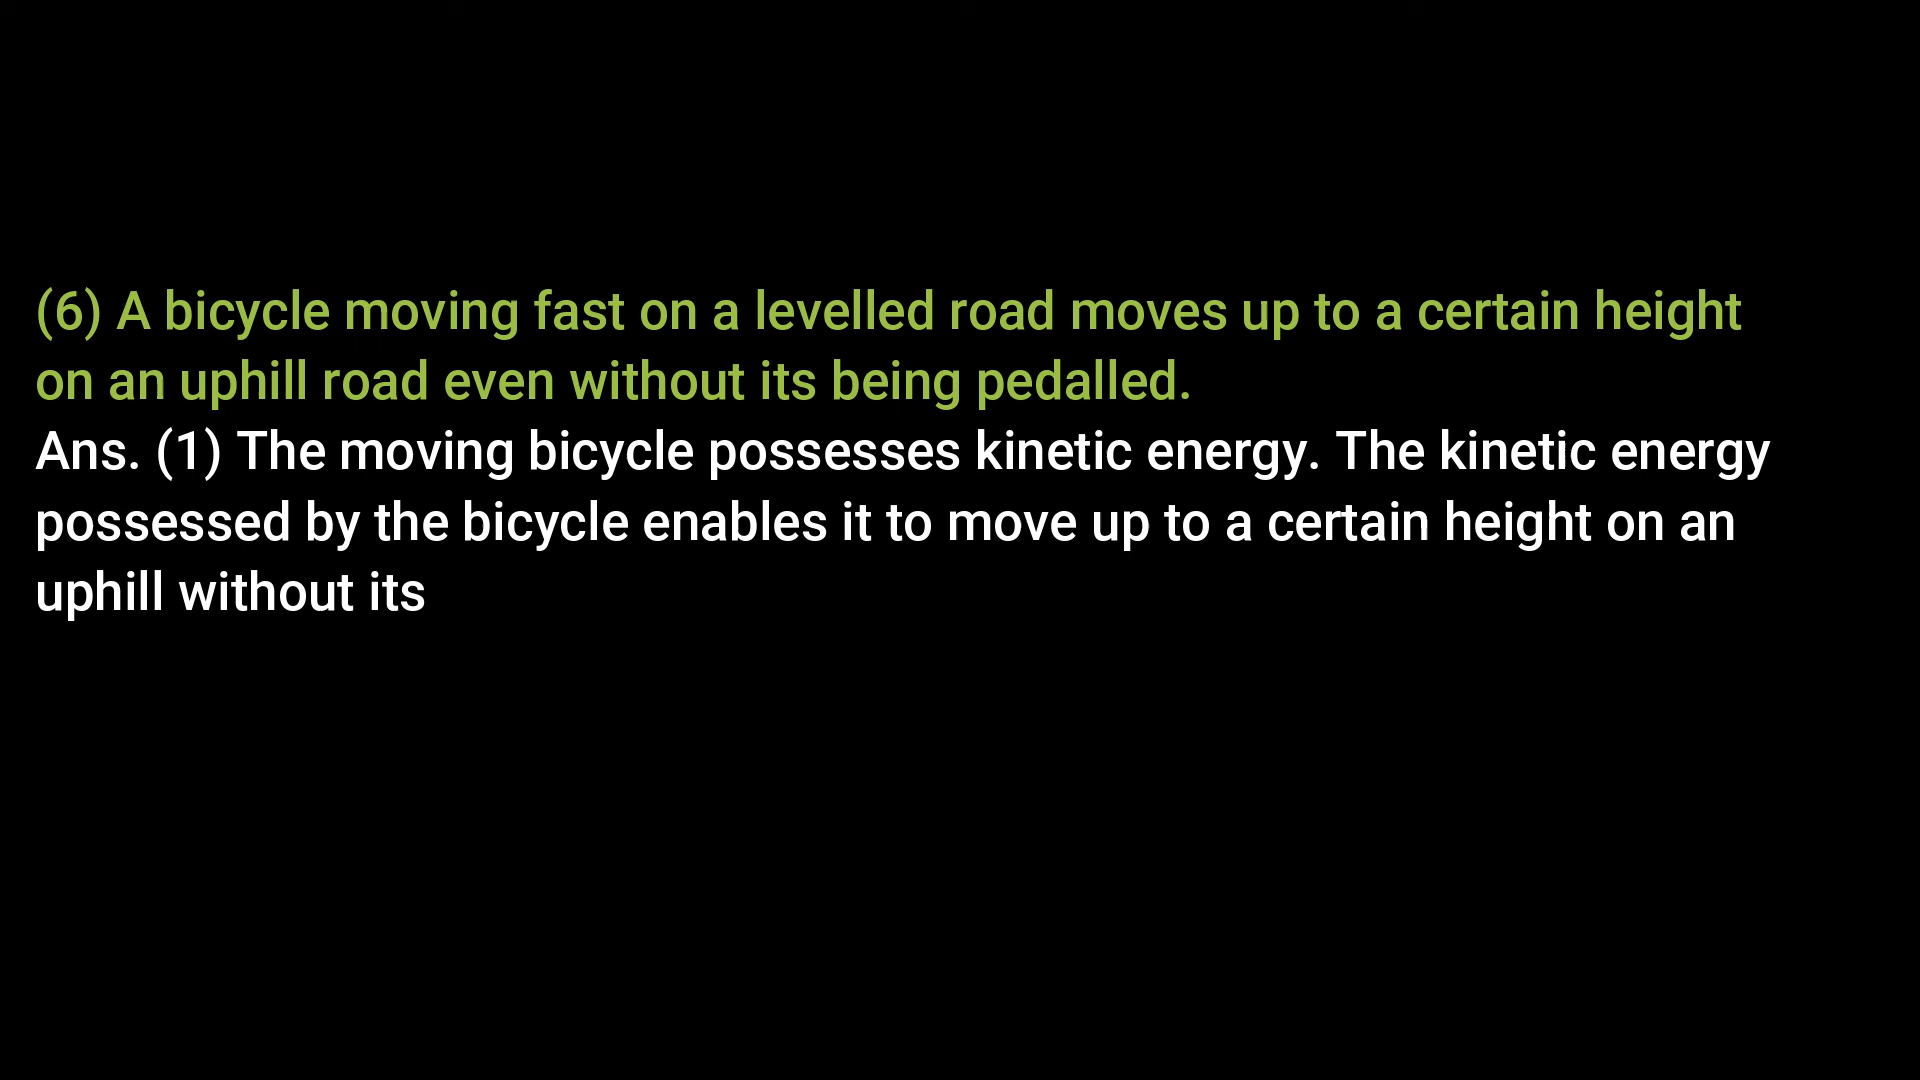 (6) A bicycle moving fast on a levelled road moves up to a certain height
on an uphill road even without its being pedalled.
Ans. (1) The moving bicycle possesses kinetic energy. The kinetic energy
possessed by the bicycle enables it to move up to a certain height on an
uphill without its